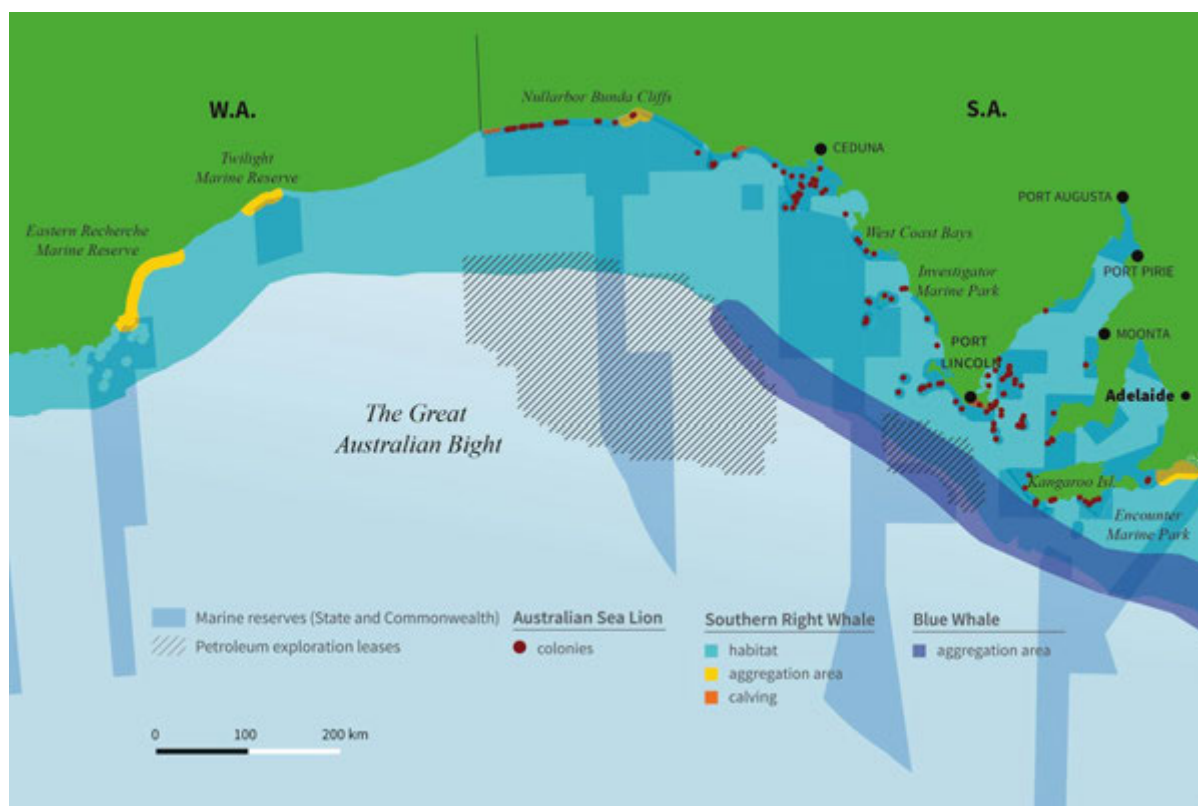 W.A.
Nullarbor Bunda Cliffs
S.A.
Twilight
Marine Reserve
CEDUNA
PORT AUGUSTA
Eastern Recherche
Marine Reserve
West Coast Bays
PORT PIRIE
Investigator
Marine Park
MOONTA
PORT
LINCOLN
Adelaide
The Great
Australian Bight
Kangaroo Isl.
Encounter
Marine Park
Marine reserves (State and Commonwealth)
Petroleum exploration leases
Australian Sea Lion
colonies
Southern Right Whale
habitat
aggregation area
calving
Blue Whale
aggregation area
0 100 200 km